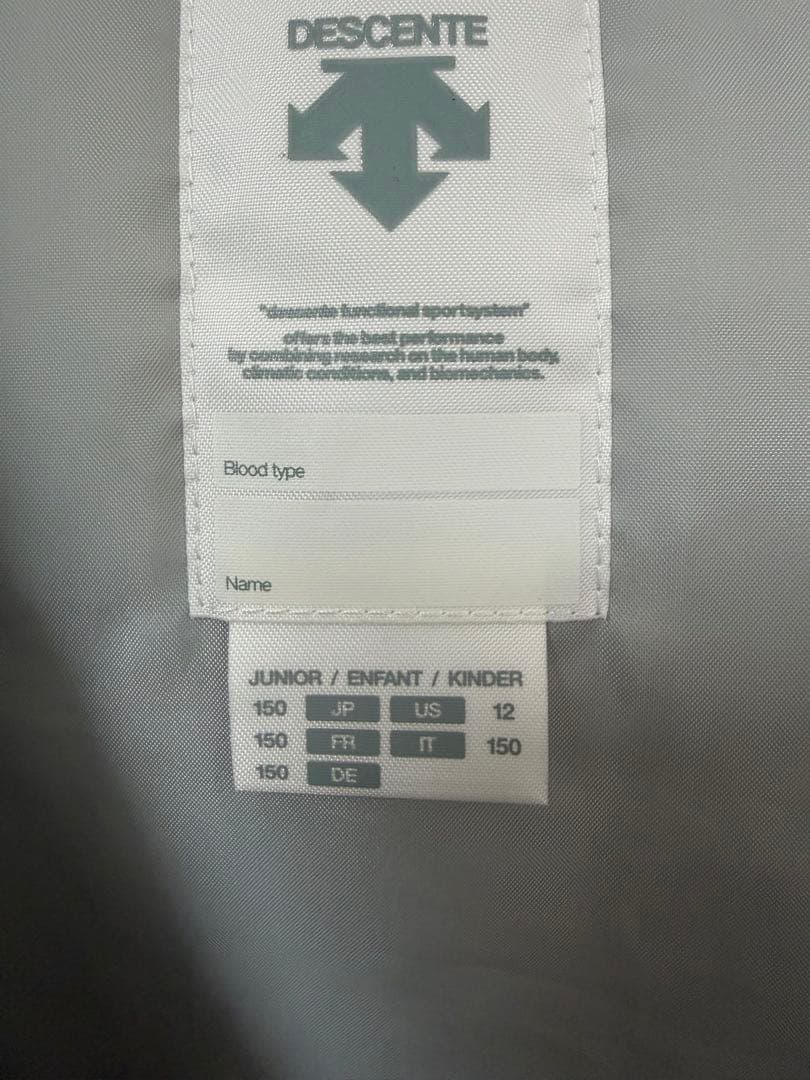 DESCENTE
"descente functional sportsystem"
offers the best performance
by combining research on the human body,
climatic conditions, and biomechanics.
Blood type
Name
JUNIOR / ENFANT / KINDER
150 JP US 12
150 FR IT 150
150 DE